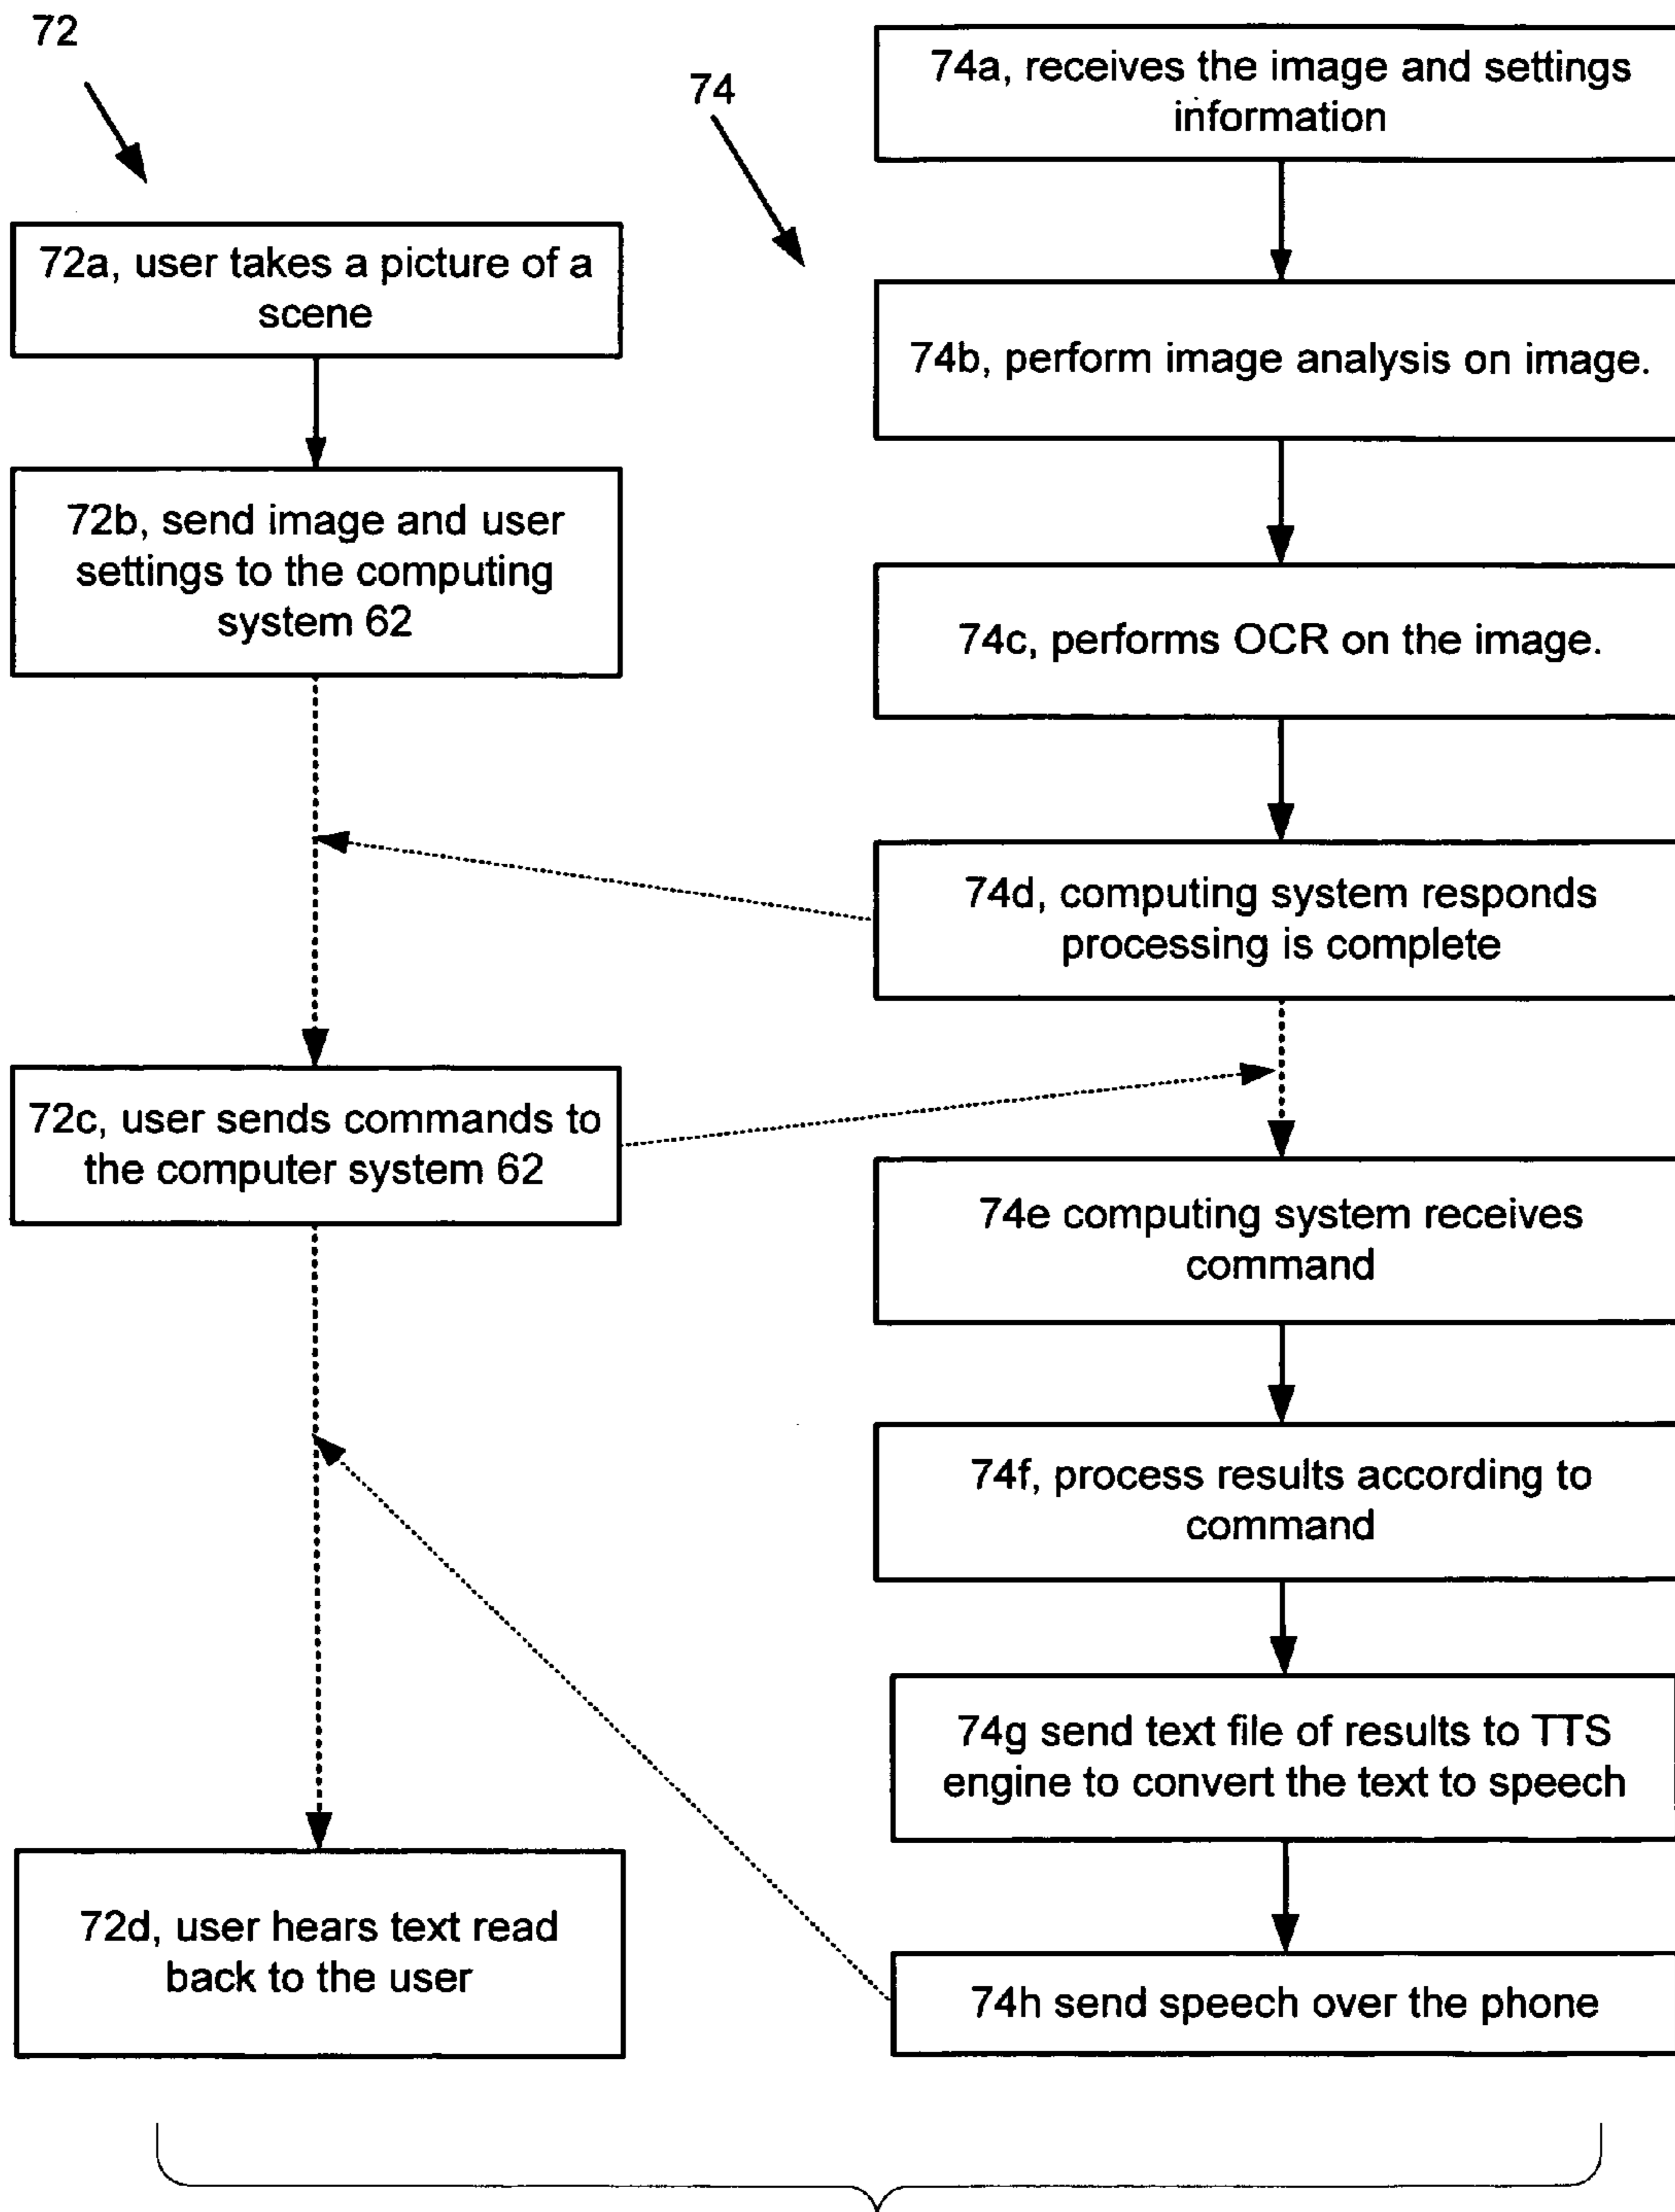 72
72a, user takes a picture of a
scene
72b, send image and user
settings to the computing
system 62
72c, user sends commands to
the computer system 62
72d, user hears text read
back to the user
74
74a, receives the image and settings
information
74b, perform image analysis on image.
74c, performs OCR on the image.
74d, computing system responds
processing is complete
74e computing system receives
command
74f, process results according to
command
74g send text file of results to TTS
engine to convert the text to speech
74h send speech over the phone